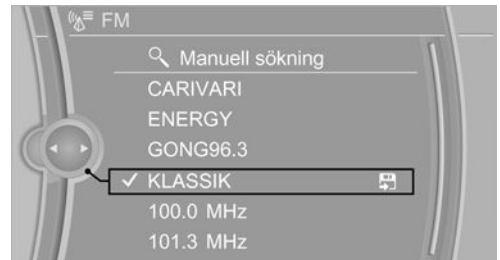 FM
Manuell sökning
CARIVARI
ENERGY
GONG96.3
KLASSIK
100.0 MHz
101.3 MHz